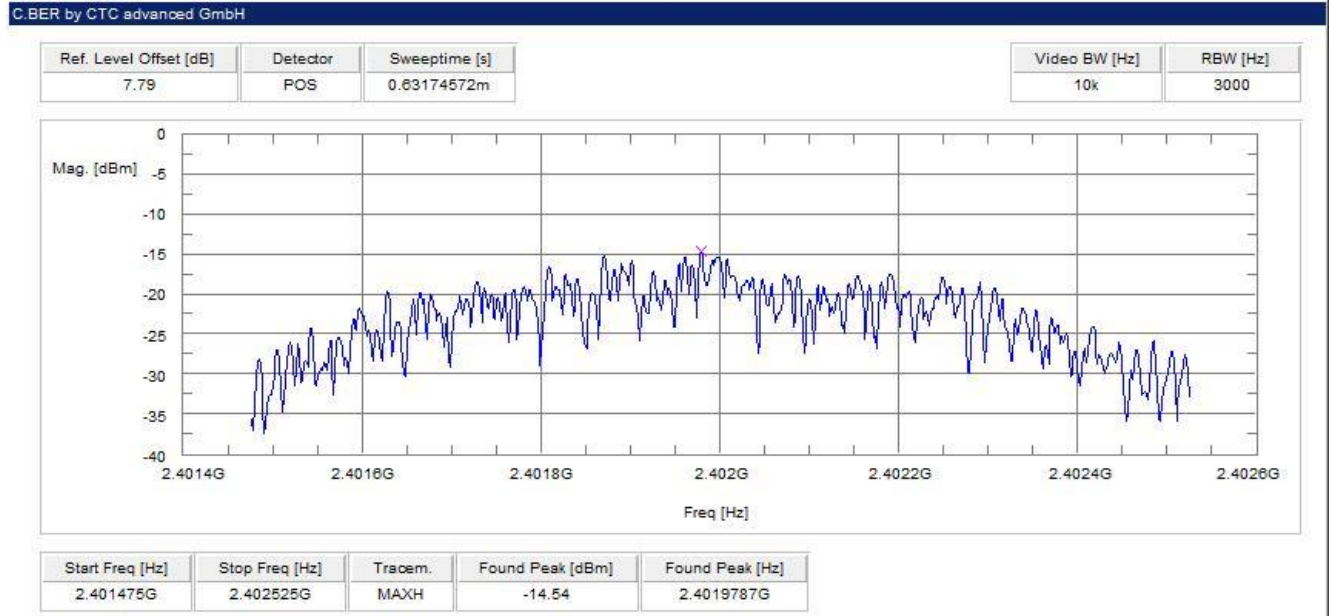 C.BER by CTC advanced GmbH
Ref. Level Offset [dB] Detector Sweeptime [s] Video BW [Hz] RBW [Hz]
7.79 POS 0.63174572m 10k 3000
0
Mag. [dBm] -5
-10
-15
-20
-25
-30
-35
-40
2.4014G 2.4016G 2.4018G 2.402G 2.4022G 2.4024G 2.4026G
Freq [Hz]
Start Freq [Hz] Stop Freq [Hz] Tracem. Found Peak [dBm] Found Peak [Hz]
2.401475G 2.402525G MAXH -14.54 2.4019787G